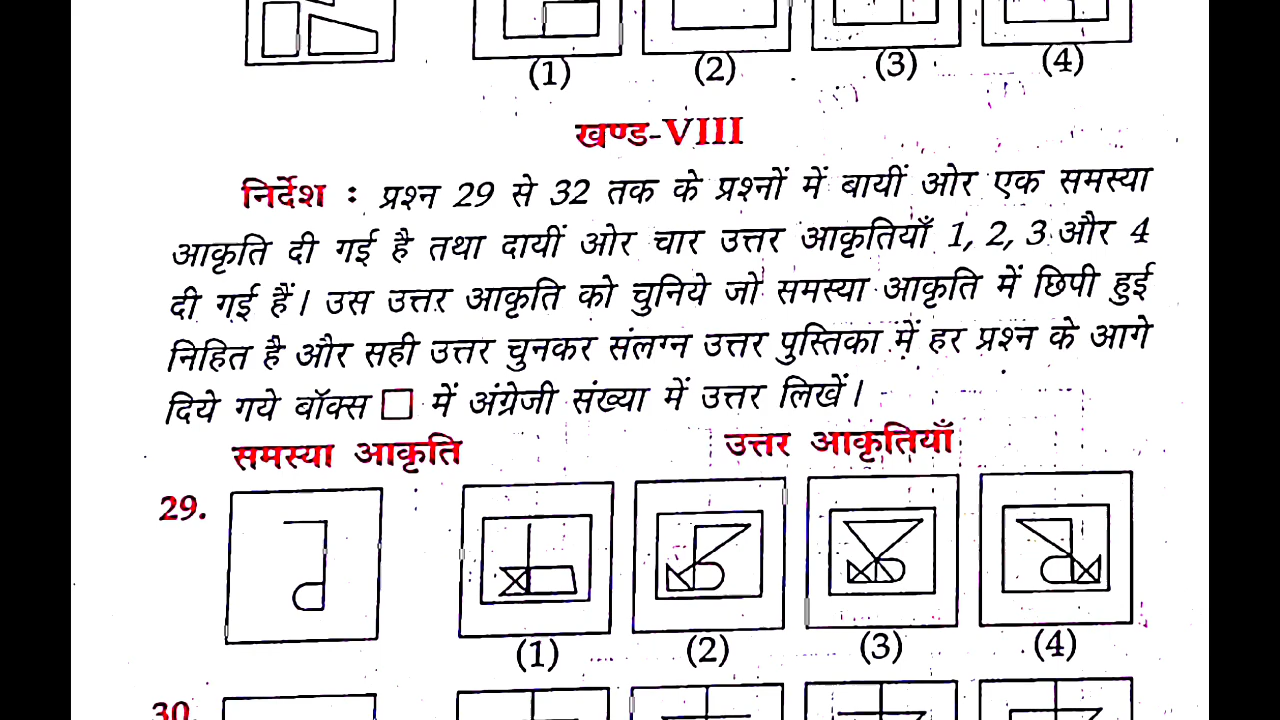 (1) (2) (3) (4)
खण्ड-VIII
निर्देश : प्रश्न 29 से 32 तक के प्रश्नों में बायीं ओर एक समस्या
आकृति दी गई है तथा दायीं ओर चार उत्तर आकृतियाँ 1, 2, 3 और 4
दी गई हैं। उस उत्तर आकृति को चुनिये जो समस्या आकृति में छिपी हुई
निहित है और सही उत्तर चुनकर संलग्न उत्तर पुस्तिका में हर प्रश्न के आगे
दिये गये बॉक्स में अंग्रेजी संख्या में उत्तर लिखें।
समस्या आकृति उत्तर आकृतियाँ
29.
(1) (2) (3) (4)
30.